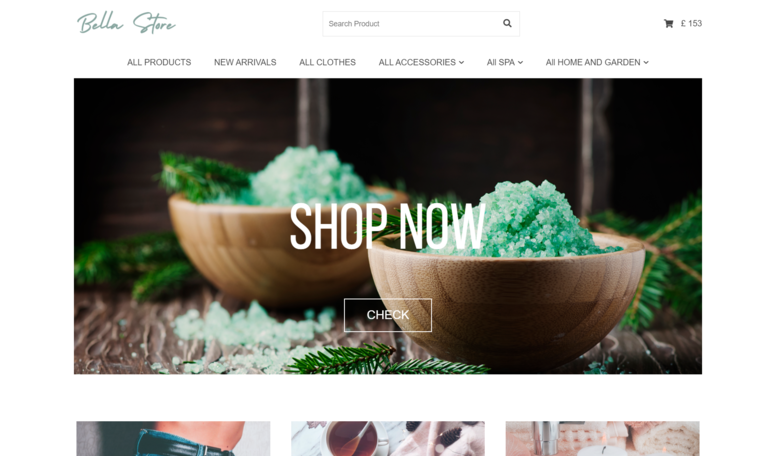 Bella Store
Search Product
£ 153
ALL PRODUCTS
NEW ARRIVALS
ALL CLOTHES
ALL ACCESSORIES
All SPA
All HOME AND GARDEN
SHOP NOW
CHECK